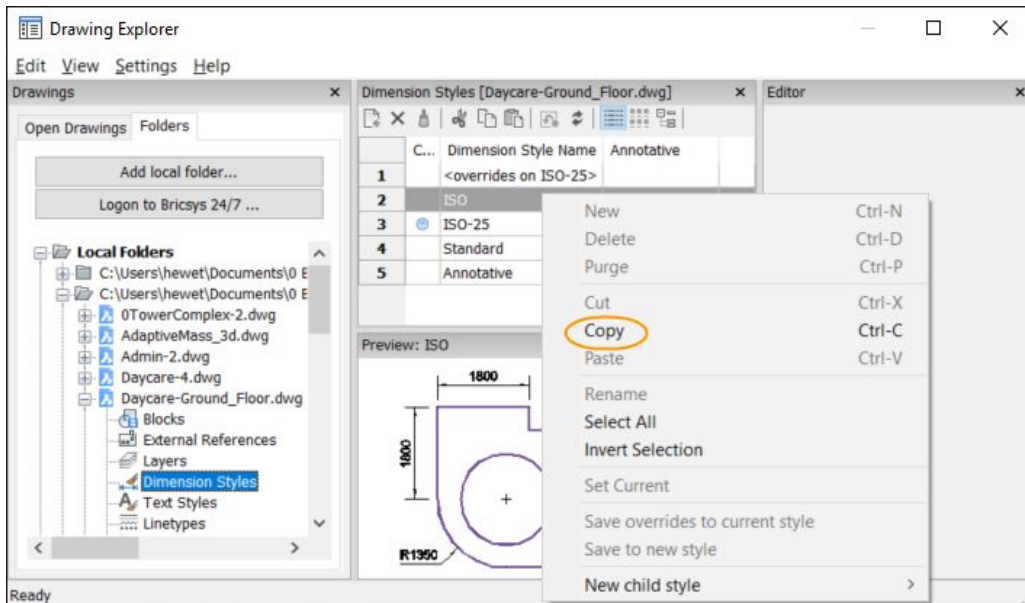 Drawing Explorer
Edit View Settings Help
Drawings
Open Drawings Folders
Add local folder...
Logon to Bricsys 24/7 ...
Local Folders
C:\Users\hewet\Documents\0 E
C:\Users\hewet\Documents\0 E
0TowerComplex-2.dwg
AdaptiveMass_3d.dwg
Admin-2.dwg
Daycare-4.dwg
Daycare-Ground_Floor.dwg
Blocks
External References
Layers
Dimension Styles
Text Styles
Linetypes
Ready
Dimension Styles [Daycare-Ground_Floor.dwg]
C... Dimension Style Name Annotative
1 <overrides on ISO-25>
2 ISO
3 ISO-25
4 Standard
5 Annotative
Preview: ISO
1800
1800
R1350
Editor
New Ctrl-N
Delete Ctrl-D
Purge Ctrl-P
Cut Ctrl-X
Copy Ctrl-C
Paste Ctrl-V
Rename
Select All
Invert Selection
Set Current
Save overrides to current style
Save to new style
New child style